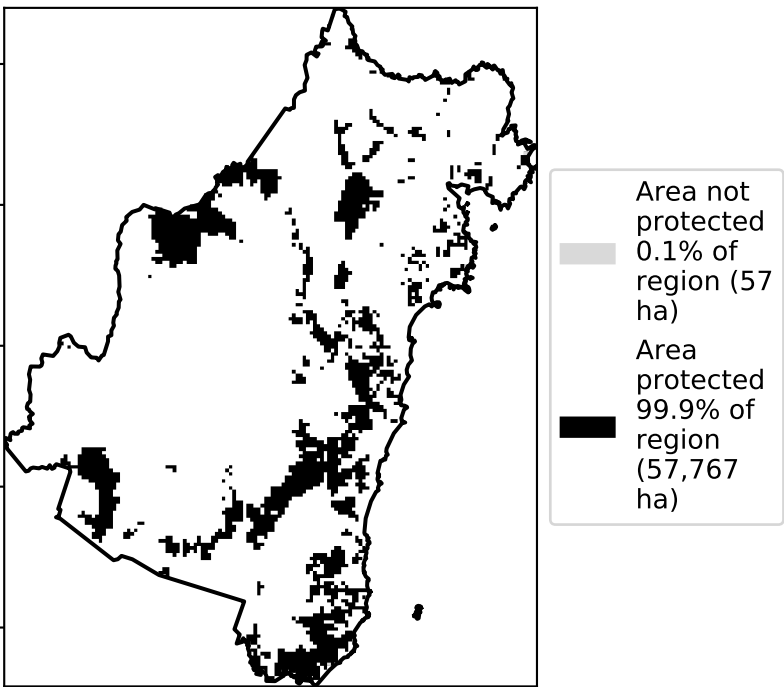 Area not
protected
0.1% of
region (57
ha)
Area
protected
99.9% of
region
(57,767
ha)